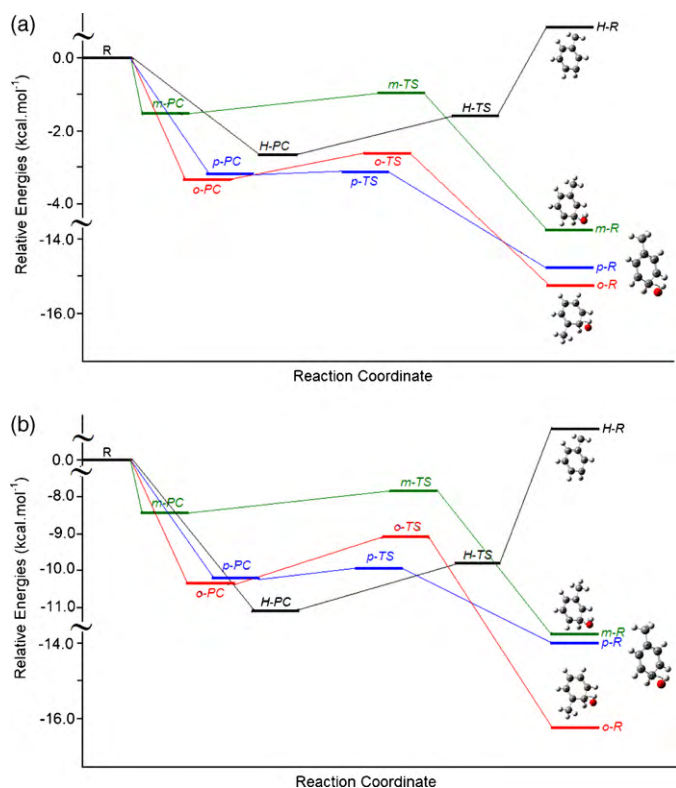 (a)
Relative Energies (kcal.mol⁻¹)
0.0
-2.0
-4.0
-14.0
-16.0
R
m-PC
H-PC
p-PC
o-PC
m-TS
H-TS
o-TS
p-TS
H-R
m-R
p-R
o-R
Reaction Coordinate
(b)
Relative Energies (kcal.mol⁻¹)
0.0
-8.0
-9.0
-10.0
-11.0
-14.0
-16.0
R
m-PC
p-PC
o-PC
H-PC
m-TS
o-TS
p-TS
H-TS
H-R
m-R
p-R
o-R
Reaction Coordinate